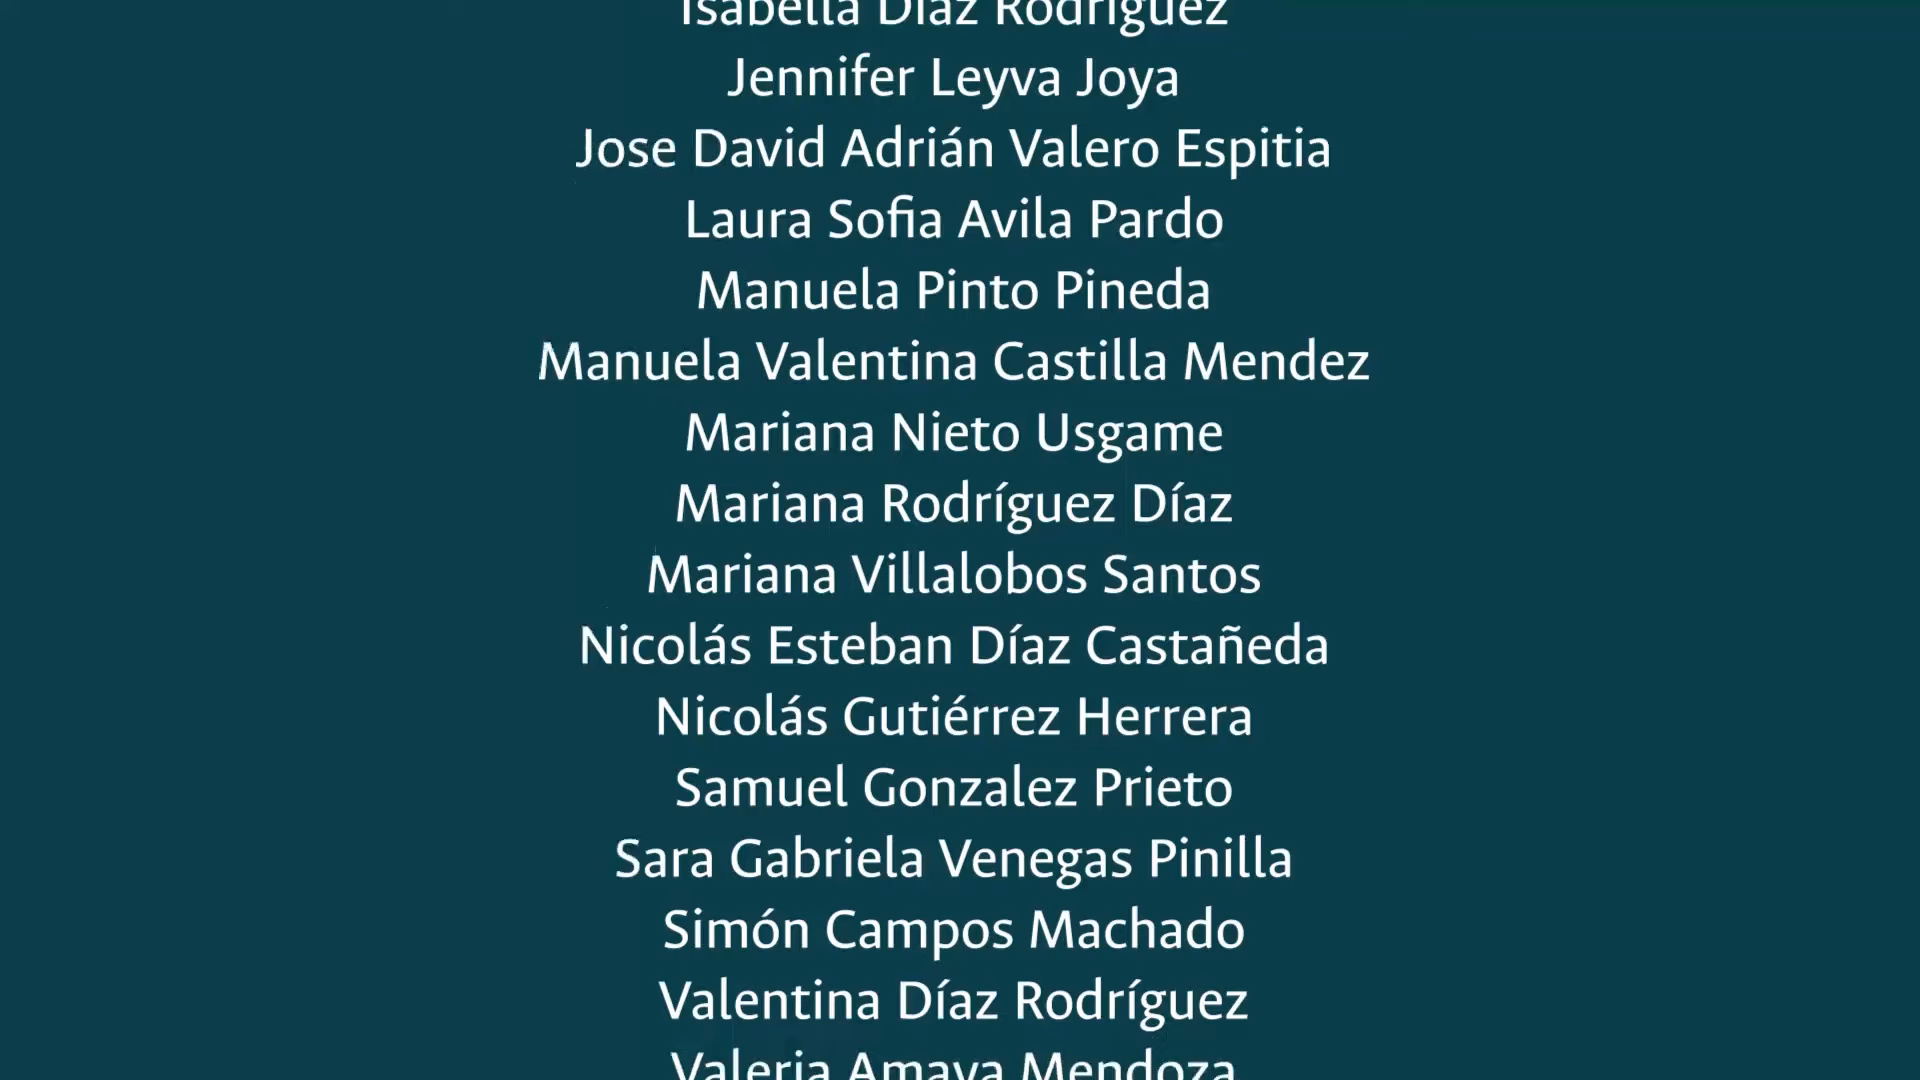 Isabella Díaz Rodríguez
Jennifer Leyva Joya
Jose David Adrián Valero Espitia
Laura Sofia Avila Pardo
Manuela Pinto Pineda
Manuela Valentina Castilla Mendez
Mariana Nieto Usgame
Mariana Rodríguez Díaz
Mariana Villalobos Santos
Nicolás Esteban Díaz Castañeda
Nicolás Gutiérrez Herrera
Samuel Gonzalez Prieto
Sara Gabriela Venegas Pinilla
Simón Campos Machado
Valentina Díaz Rodríguez
Valeria Amaya Mendoza